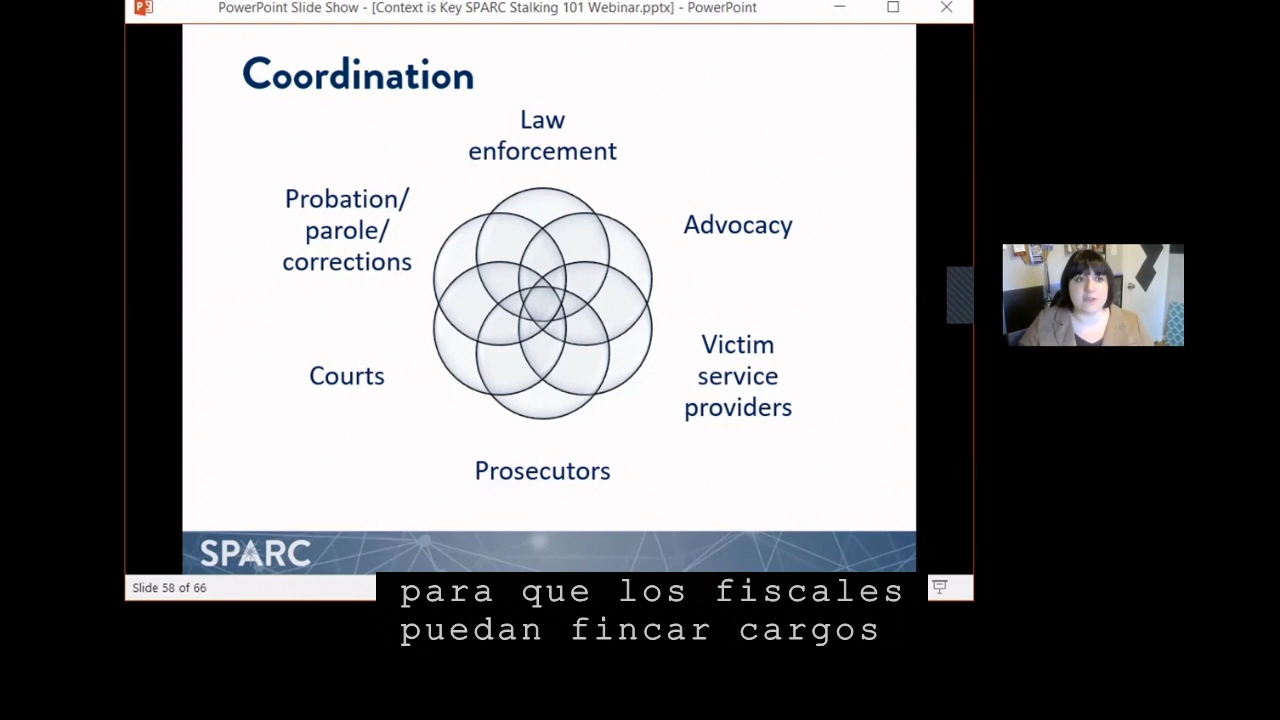 PowerPoint Slide Show - [Context is Key SPARC Stalking 101 Webinar.pptx] - PowerPoint
Coordination
Law
enforcement
Probation/
parole/
corrections
Advocacy
Victim
service
providers
Courts
Prosecutors
SPARC
Slide 58 of 66
para que los fiscales
puedan fincar cargos